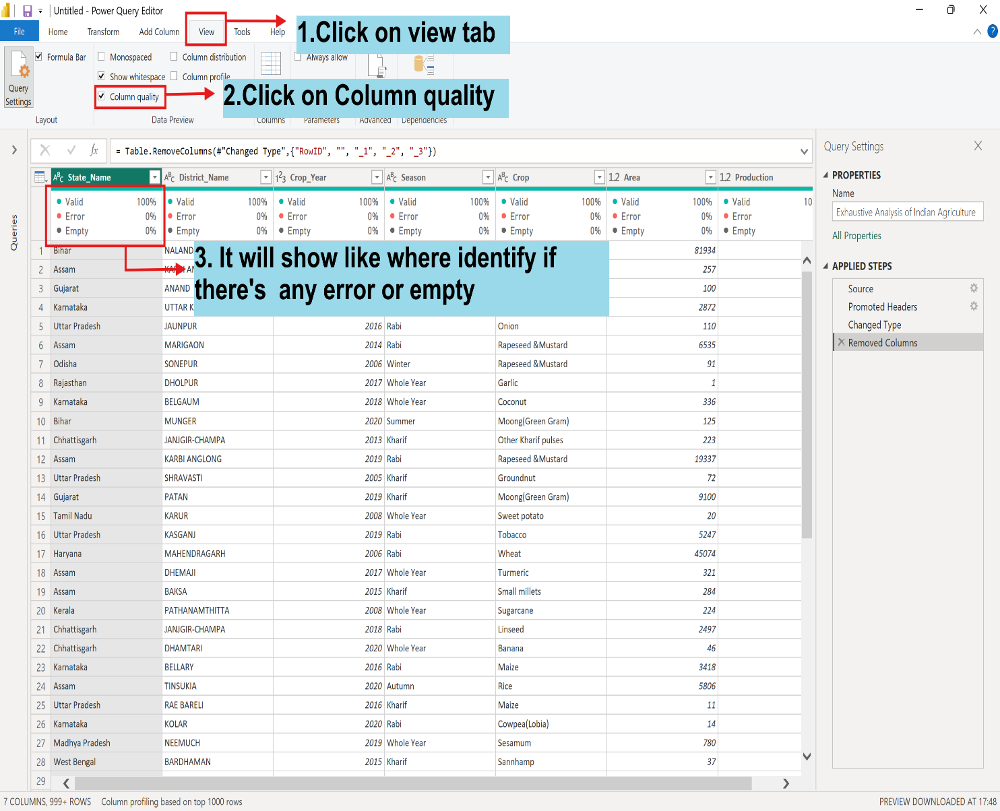 Untitled - Power Query Editor
File Home Transform Add Column View Tools Help
1.Click on view tab
Formula Bar Monospaced Column distribution Always allow
Show whitespace Column profile
Query Settings Column quality
2.Click on Column quality
Layout Data Preview Columns Parameters Advanced Dependencies
= Table.RemoveColumns(#"Changed Type",{"RowID", "", "_1", "_2", "_3"})
Queries
State_Name District_Name Crop_Year Season Crop Area Production
Valid 100% Valid 100% Valid 100% Valid 100% Valid 100% Valid 100% Valid 10
Error 0% Error 0% Error 0% Error 0% Error 0% Error 0% Error
Empty 0% Empty 0% Empty 0% Empty 0% Empty 0% Empty 0% Empty
3. It will show like where identify if
there's any error or empty
1 Bihar NALAND 81934
2 Assam 257
3 Gujarat ANAND 100
4 Karnataka UTTAR K 2872
5 Uttar Pradesh JAUNPUR 2016 Rabi Onion 110
6 Assam MARIGAON 2014 Rabi Rapeseed &Mustard 6535
7 Odisha SONEPUR 2006 Winter Rapeseed &Mustard 91
8 Rajasthan DHOLPUR 2017 Whole Year Garlic 1
9 Karnataka BELGAUM 2018 Whole Year Coconut 336
10 Bihar MUNGER 2020 Summer Moong(Green Gram) 125
11 Chhattisgarh JANJGIR-CHAMPA 2013 Kharif Other Kharif pulses 223
12 Assam KARBI ANGLONG 2019 Rabi Rapeseed &Mustard 19337
13 Uttar Pradesh SHRAVASTI 2005 Kharif Groundnut 72
14 Gujarat PATAN 2019 Kharif Moong(Green Gram) 9100
15 Tamil Nadu KARUR 2008 Whole Year Sweet potato 20
16 Uttar Pradesh KASGANJ 2019 Rabi Tobacco 5247
17 Haryana MAHENDRAGARH 2006 Rabi Wheat 45074
18 Assam DHEMAJI 2017 Whole Year Turmeric 321
19 Assam BAKSA 2015 Kharif Small millets 284
20 Kerala PATHANAMTHITTA 2008 Whole Year Sugarcane 224
21 Chhattisgarh JANJGIR-CHAMPA 2018 Rabi Linseed 2497
22 Chhattisgarh DHAMTARI 2020 Whole Year Banana 46
23 Karnataka BELLARY 2016 Rabi Maize 3418
24 Assam TINSUKIA 2020 Autumn Rice 5806
25 Uttar Pradesh RAE BARELI 2016 Kharif Maize 11
26 Karnataka KOLAR 2020 Rabi Cowpea(Lobia) 14
27 Madhya Pradesh NEEMUCH 2019 Whole Year Sesamum 780
28 West Bengal BARDHAMAN 2015 Kharif Sannhamp 37
29
Query Settings
PROPERTIES
Name
Exhaustive Analysis of Indian Agriculture
All Properties
APPLIED STEPS
Source
Promoted Headers
Changed Type
Removed Columns
7 COLUMNS, 999+ ROWS Column profiling based on top 1000 rows PREVIEW DOWNLOADED AT 17:48